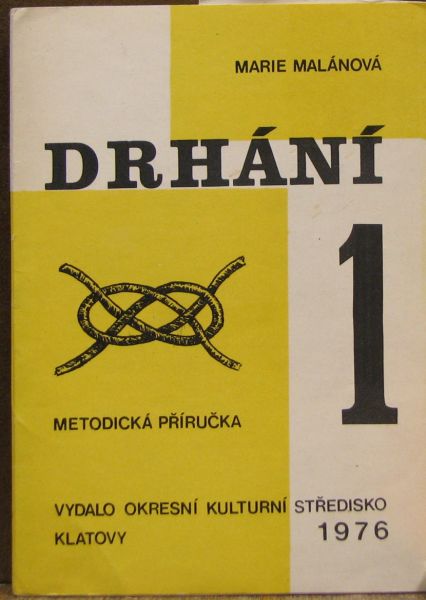 MARIE MALÁNOVÁ
DRHÁNÍ
1
METODICKÁ PŘÍRUČKA
VYDALO OKRESNÍ KULTURNÍ STŘEDISKO
KLATOVY 1976